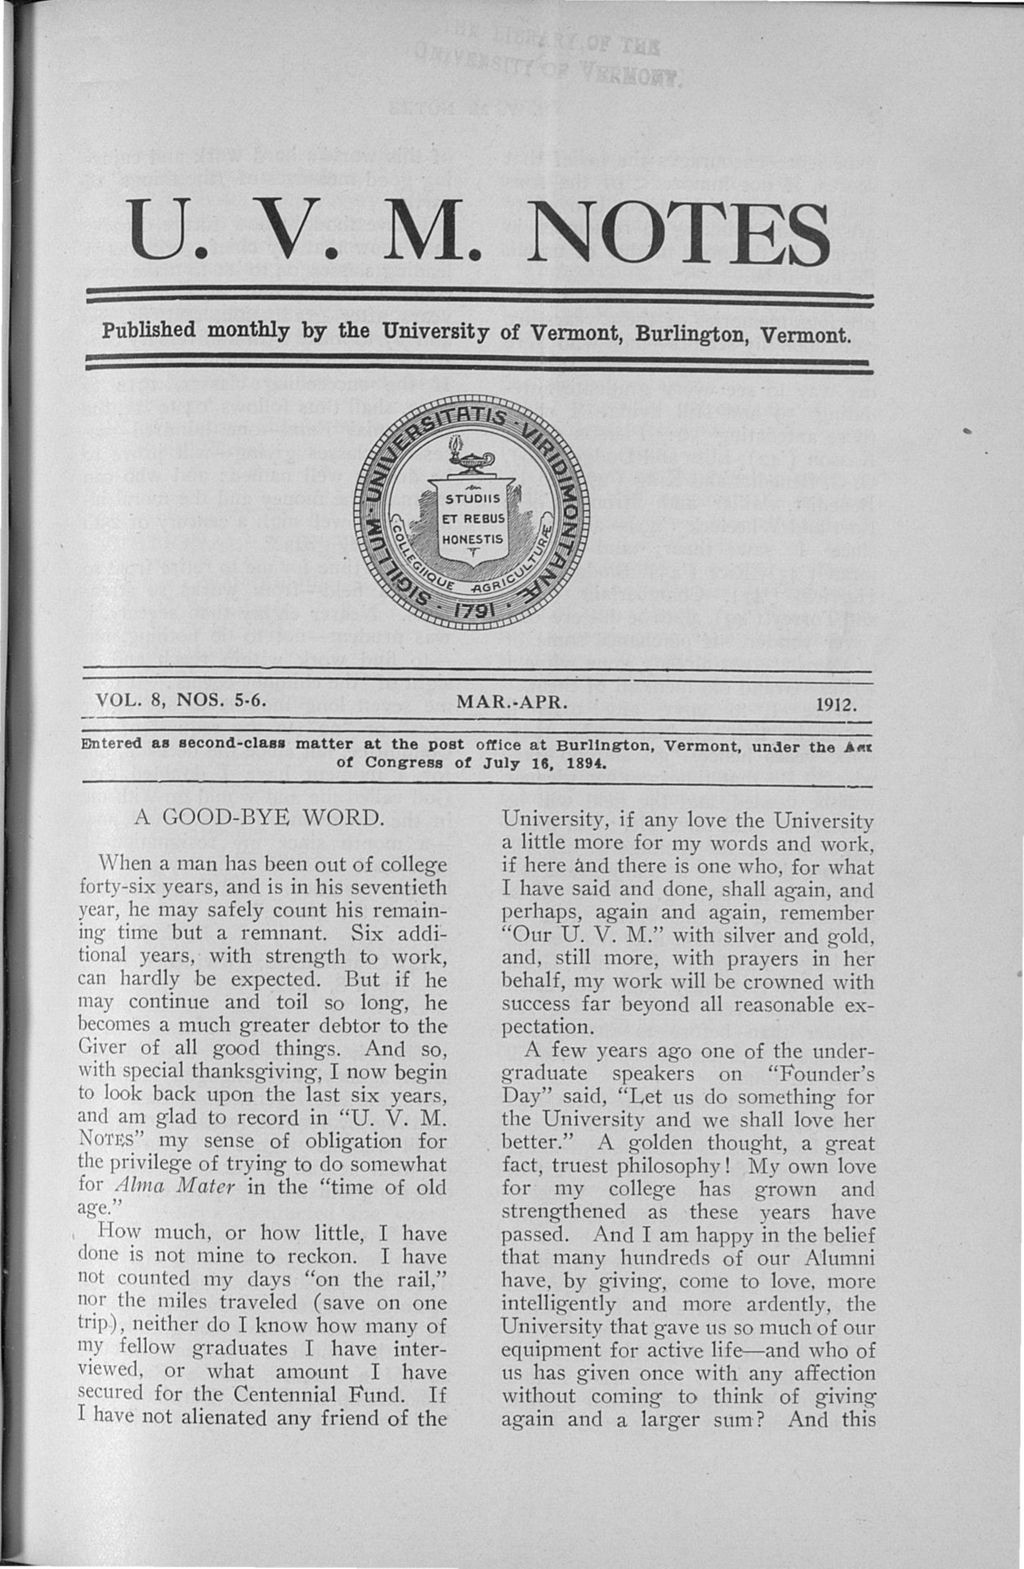 THE LIBRARY OF THE
UNIVERSITY OF VERMONT.
U. V. M. NOTES
Published monthly by the University of Vermont, Burlington, Vermont.
SIGILLUM · UNIVERSITATIS · VIRIDIMONTANÆ ·
STUDIIS
ET REBUS
HONESTIS
COLLEGIIQUE AGRICULTURÆ
· 1791 ·
VOL. 8, NOS. 5-6. MAR.-APR. 1912.
Entered as second-class matter at the post office at Burlington, Vermont, under the Act
of Congress of July 16, 1894.
A GOOD-BYE WORD.
When a man has been out of college
forty-six years, and is in his seventieth
year, he may safely count his remain-
ing time but a remnant. Six addi-
tional years, with strength to work,
can hardly be expected. But if he
may continue and toil so long, he
becomes a much greater debtor to the
Giver of all good things. And so,
with special thanksgiving, I now begin
to look back upon the last six years,
and am glad to record in “U. V. M.
NOTES” my sense of obligation for
the privilege of trying to do somewhat
for Alma Mater in the “time of old
age.”
How much, or how little, I have
done is not mine to reckon. I have
not counted my days “on the rail,”
nor the miles traveled (save on one
trip), neither do I know how many of
my fellow graduates I have inter-
viewed, or what amount I have
secured for the Centennial Fund. If
I have not alienated any friend of the
University, if any love the University
a little more for my words and work,
if here and there is one who, for what
I have said and done, shall again, and
perhaps, again and again, remember
“Our U. V. M.” with silver and gold,
and, still more, with prayers in her
behalf, my work will be crowned with
success far beyond all reasonable ex-
pectation.
A few years ago one of the under-
graduate speakers on “Founder’s
Day” said, “Let us do something for
the University and we shall love her
better.” A golden thought, a great
fact, truest philosophy! My own love
for my college has grown and
strengthened as these years have
passed. And I am happy in the belief
that many hundreds of our Alumni
have, by giving, come to love, more
intelligently and more ardently, the
University that gave us so much of our
equipment for active life—and who of
us has given once with any affection
without coming to think of giving
again and a larger sum? And this